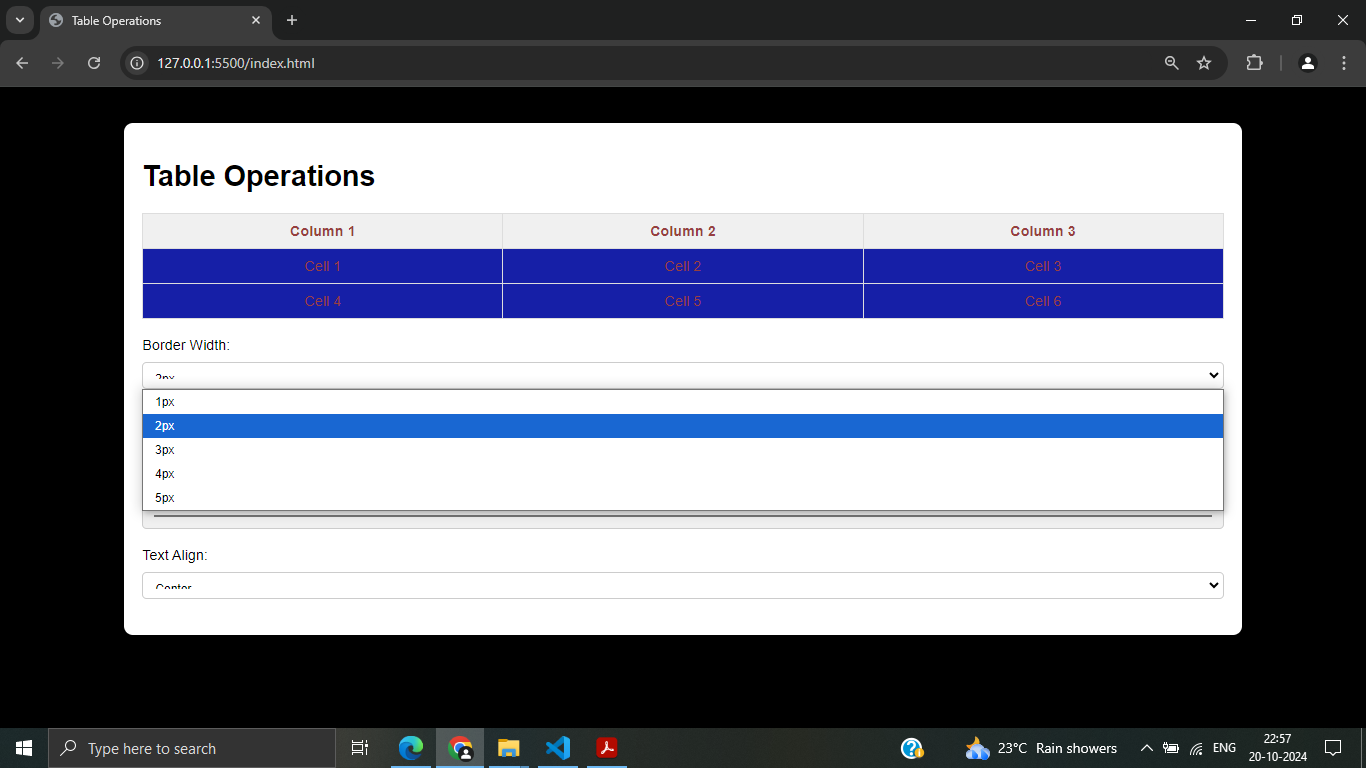 Table Operations
127.0.0.1:5500/index.html
Table Operations
Column 1 Column 2 Column 3
Cell 1 Cell 2 Cell 3
Cell 4 Cell 5 Cell 6
Border Width:
2px
1px
2px
3px
4px
5px
Text Align:
Center
Type here to search
23°C Rain showers
ENG
22:57
20-10-2024